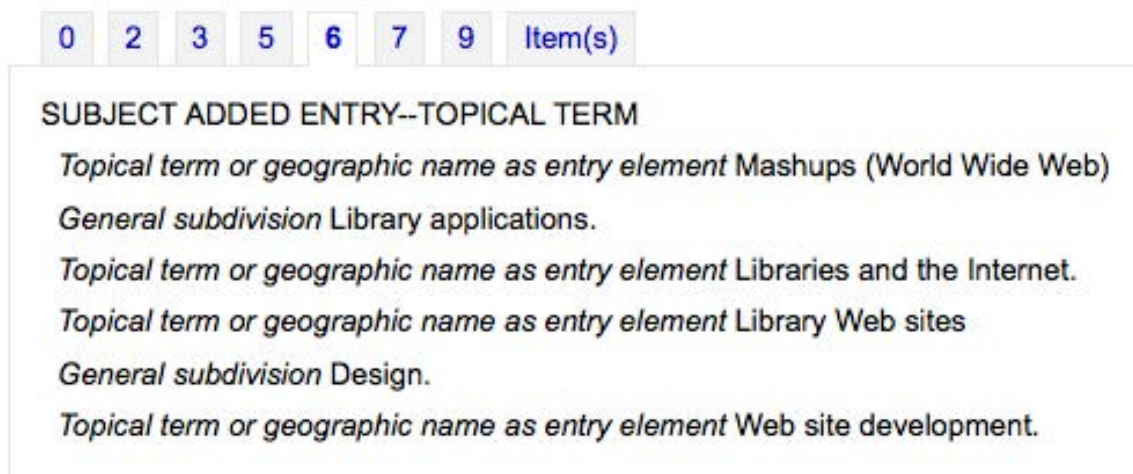 0 2 3 5 6 7 9 Item(s)
SUBJECT ADDED ENTRY--TOPICAL TERM
Topical term or geographic name as entry element Mashups (World Wide Web)
General subdivision Library applications.
Topical term or geographic name as entry element Libraries and the Internet.
Topical term or geographic name as entry element Library Web sites
General subdivision Design.
Topical term or geographic name as entry element Web site development.